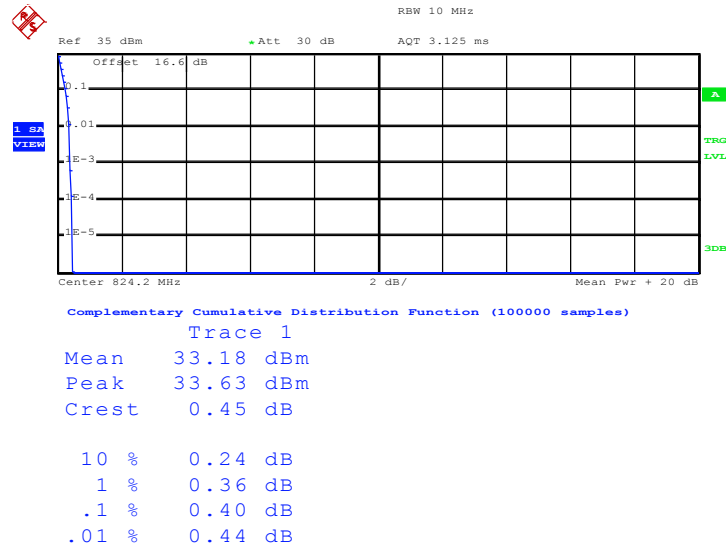 RBW 10 MHz
Ref 35 dBm * Att 30 dB AQT 3.125 ms
Offset 16.6 dB
0.1
A
0.01
1 SA
VIEW
TRG
LVL
1E-3
1E-4
1E-5
3DB
Center 824.2 MHz 2 dB/ Mean Pwr + 20 dB
Complementary Cumulative Distribution Function (100000 samples)
Trace 1
Mean 33.18 dBm
Peak 33.63 dBm
Crest 0.45 dB
10 % 0.24 dB
1 % 0.36 dB
.1 % 0.40 dB
.01 % 0.44 dB